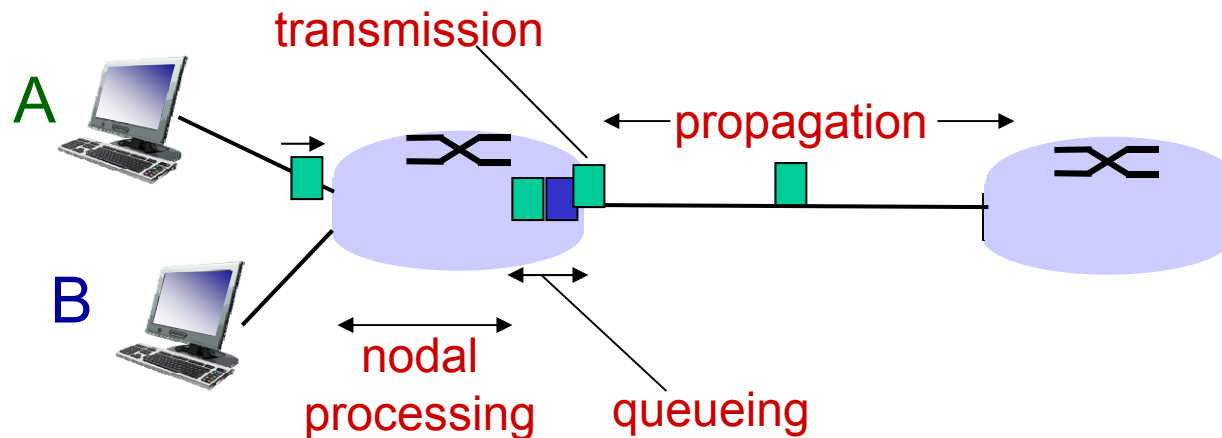 transmission
A
propagation
B
nodal
processing
queueing